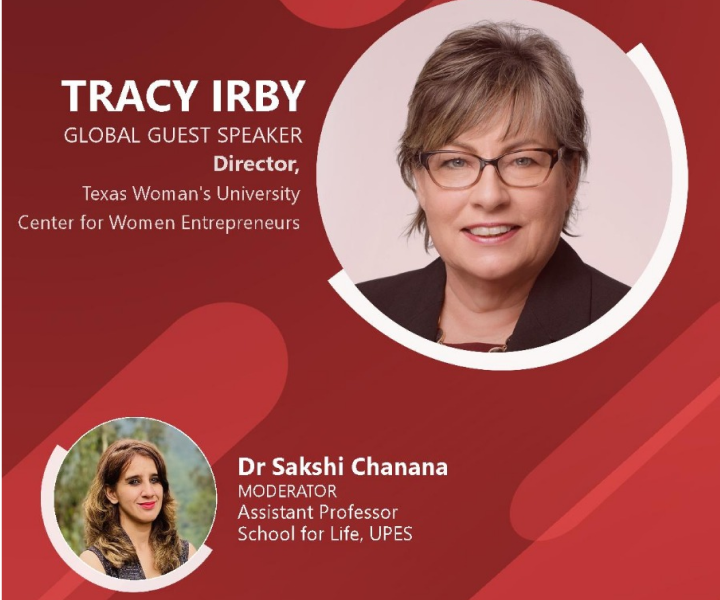 TRACY IRBY
GLOBAL GUEST SPEAKER
Director,
Texas Woman's University
Center for Women Entrepreneurs
Dr Sakshi Chanana
MODERATOR
Assistant Professor
School for Life, UPES